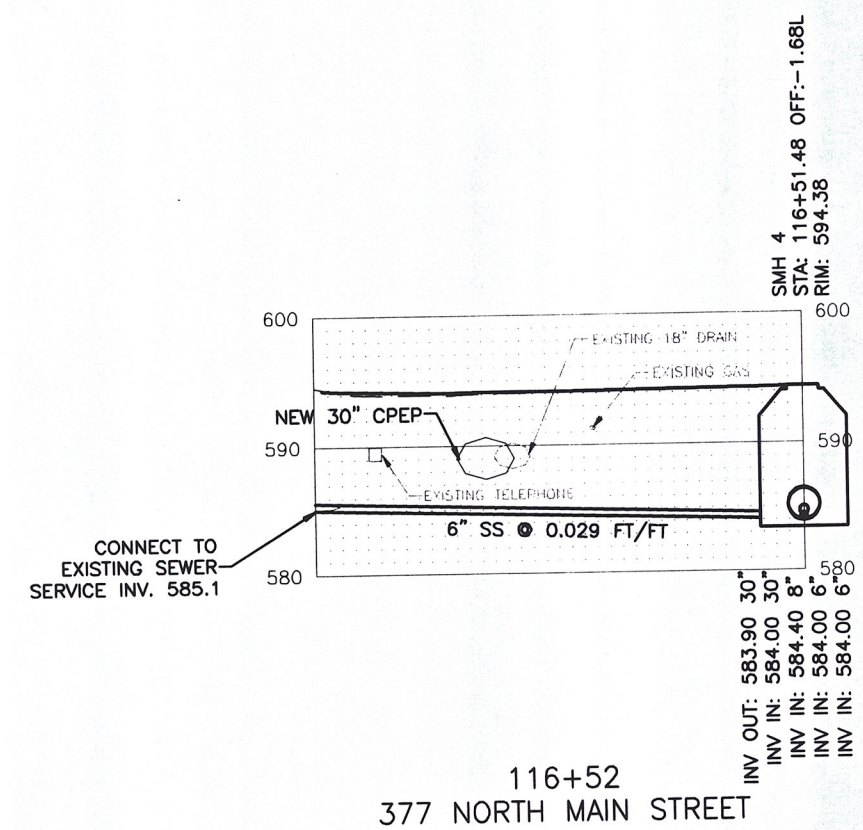 SMH 4
STA: 116+51.48 OFF:-1.68L
RIM: 594.38
600
600
EXISTING 18" DRAIN
EXISTING GAS
NEW 30" CPEP
590
590
EXISTING TELEPHONE
6" SS @ 0.029 FT/FT
CONNECT TO
EXISTING SEWER
SERVICE INV. 585.1
580
580
INV OUT: 583.90 30"
INV IN: 584.00 30"
INV IN: 584.40 8"
INV IN: 584.00 6"
INV IN: 584.00 6"
116+52
377 NORTH MAIN STREET